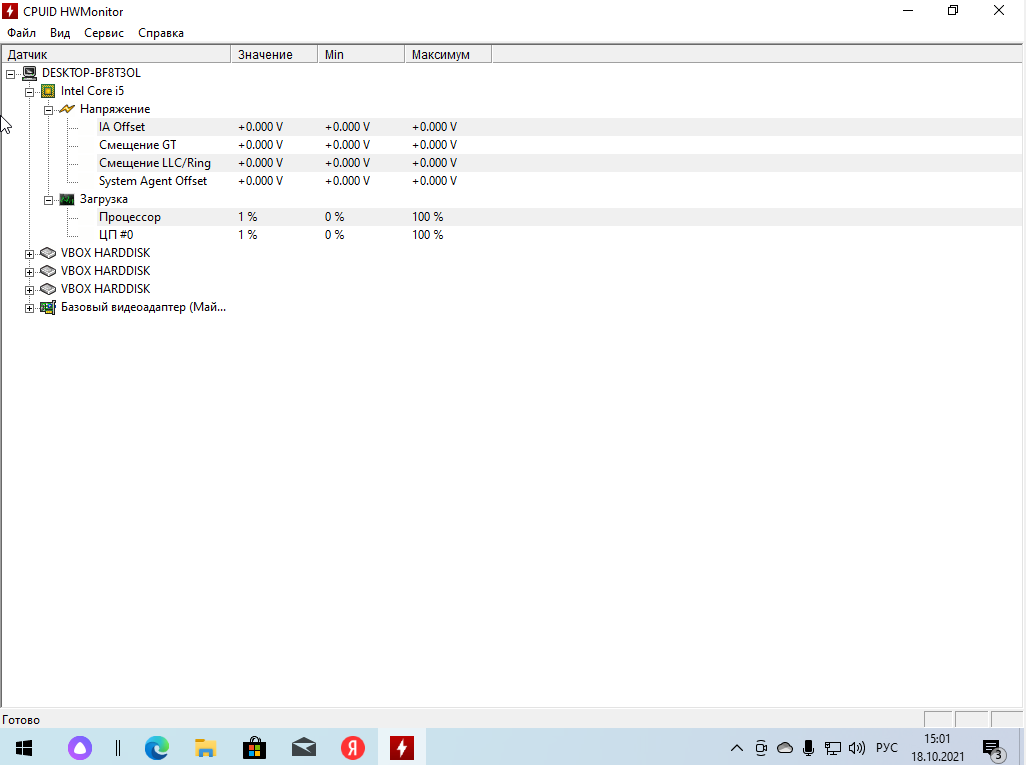 CPUID HWMonitor
Файл Вид Сервис Справка
Датчик Значение Min Максимум
DESKTOP-BF8T3OL
Intel Core i5
Напряжение
IA Offset +0.000 V +0.000 V +0.000 V
Смещение GT +0.000 V +0.000 V +0.000 V
Смещение LLC/Ring +0.000 V +0.000 V +0.000 V
System Agent Offset +0.000 V +0.000 V +0.000 V
Загрузка
Процессор 1 % 0 % 100 %
ЦП #0 1 % 0 % 100 %
VBOX HARDDISK
VBOX HARDDISK
VBOX HARDDISK
Базовый видеоадаптер (Май...
Готово
Я
РУС
15:01
18.10.2021
3